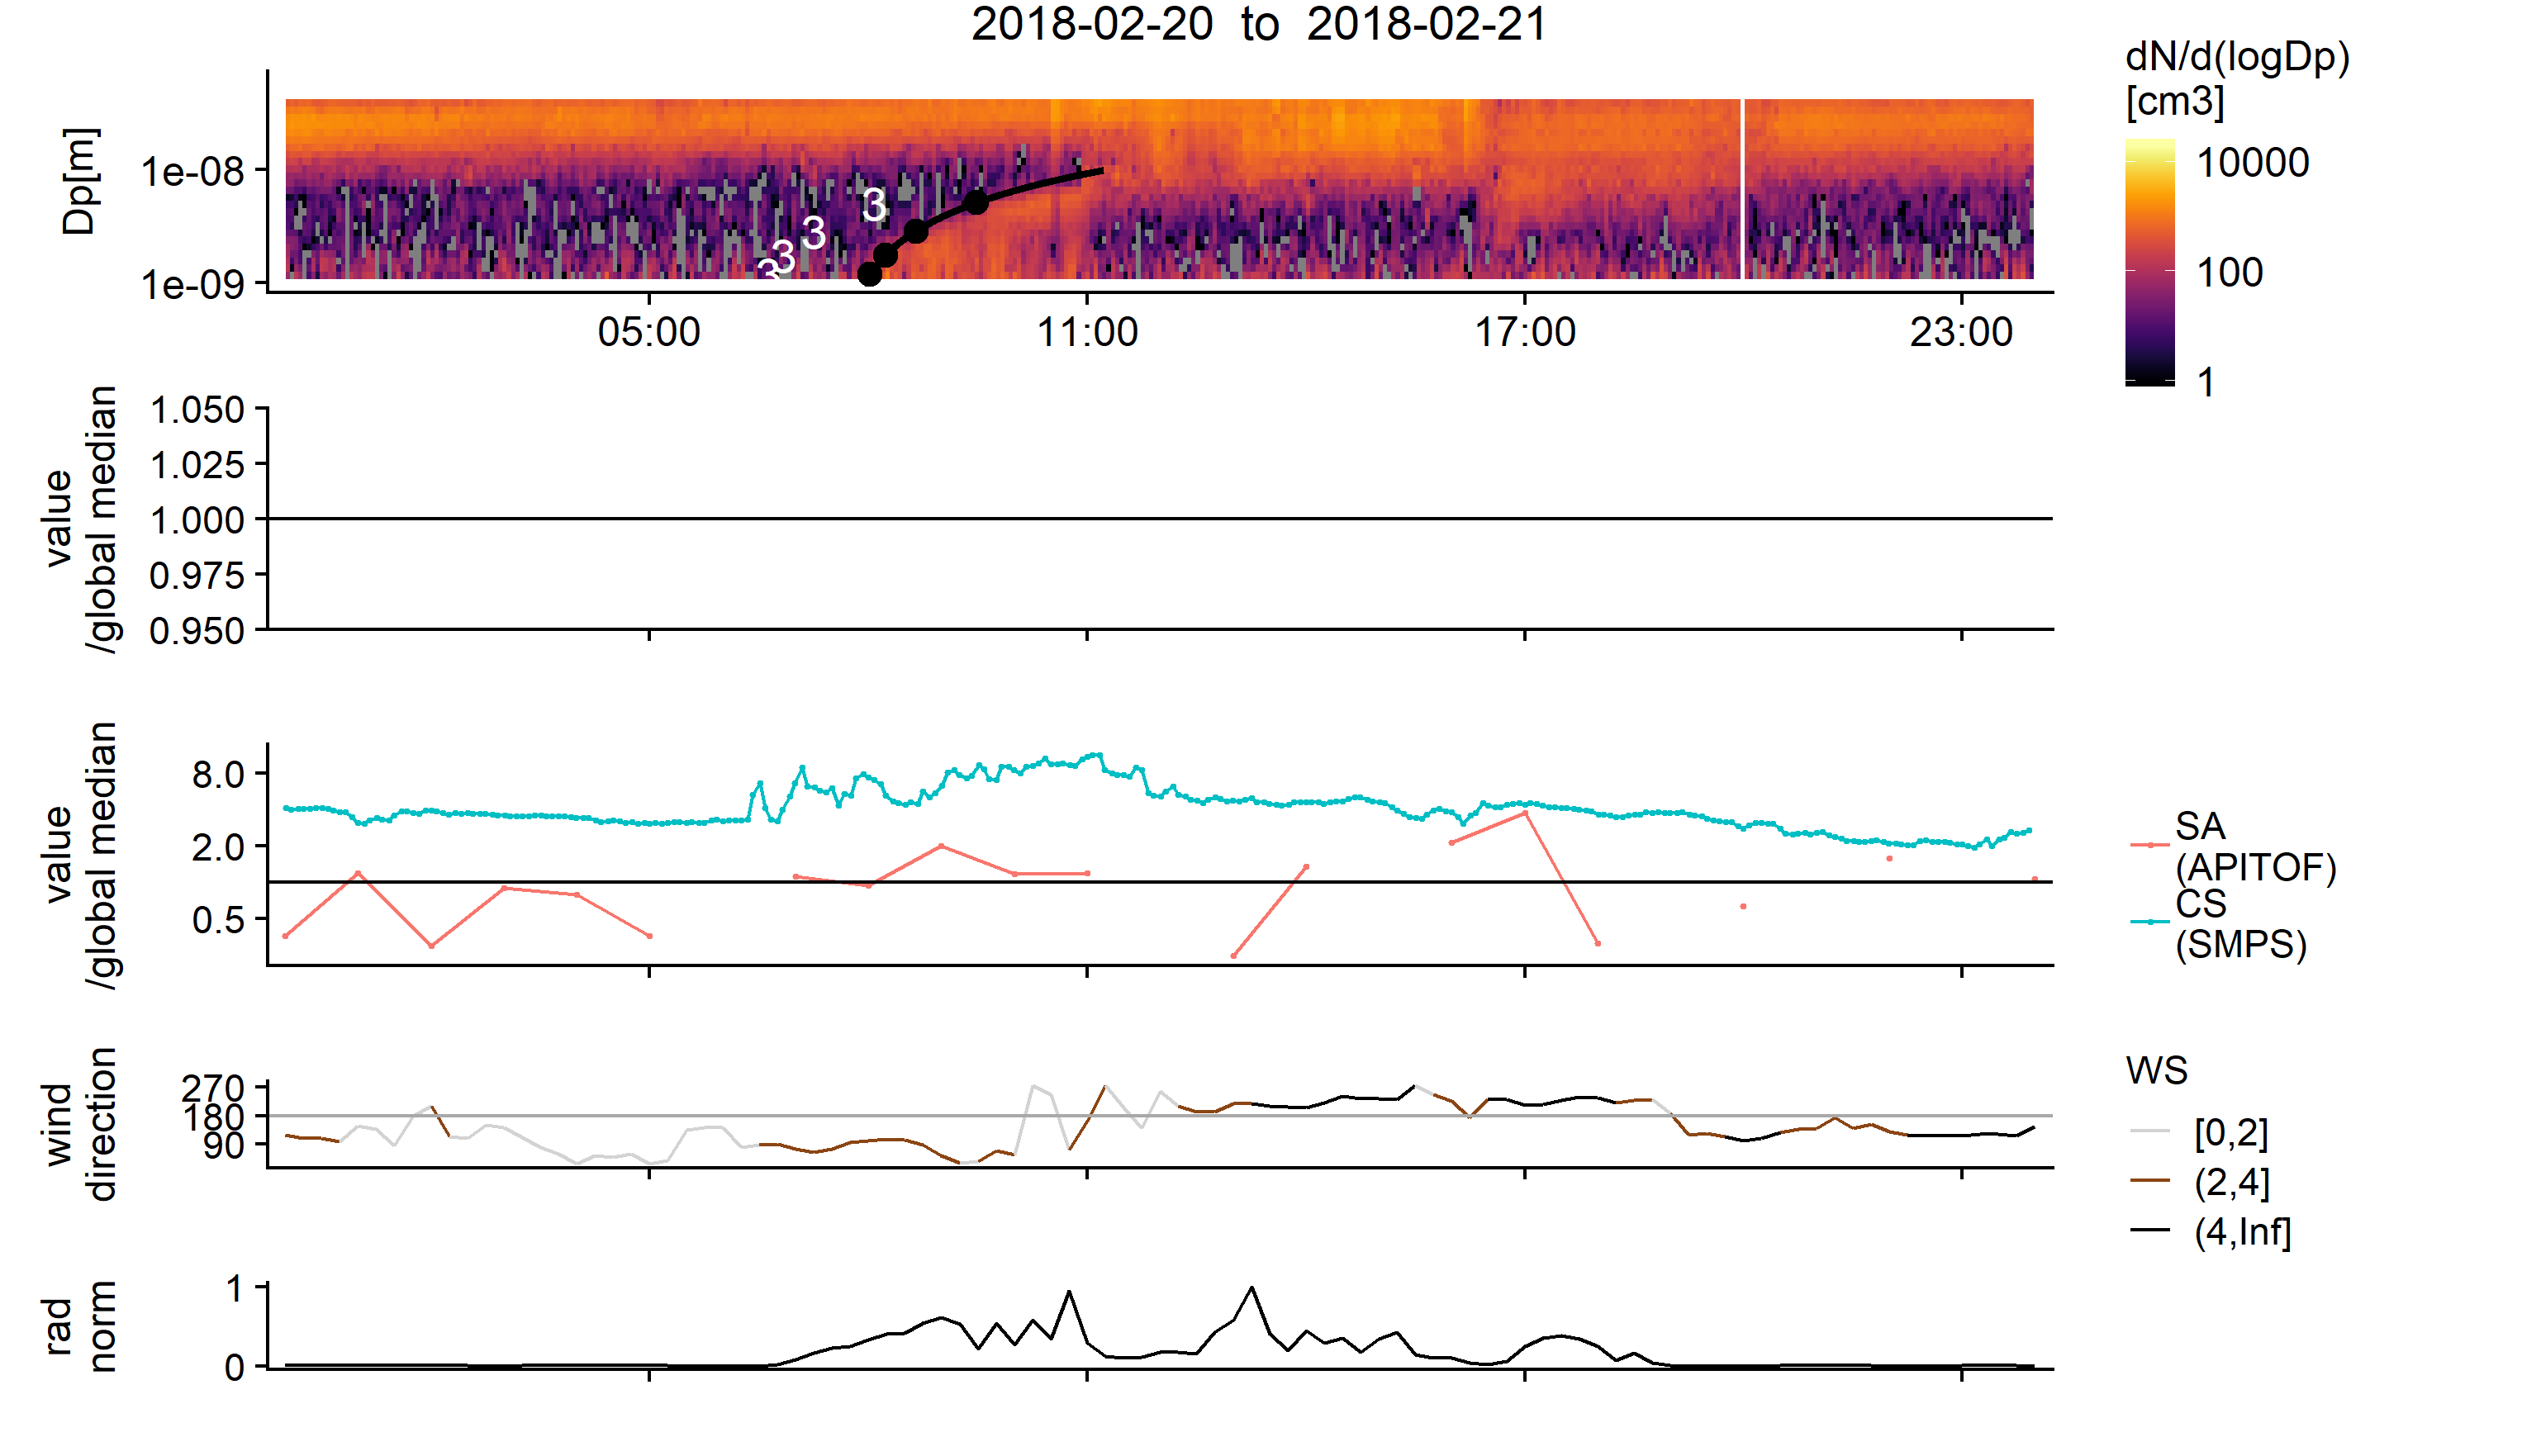 2018-02-20 to 2018-02-21
dN/d(logDp)
[cm3]
10000
100
1
Dp[m]
1e-08
1e-09
3
3
3
3
05:00
11:00
17:00
23:00
value
/global median
1.050
1.025
1.000
0.975
0.950
value
/global median
8.0
2.0
0.5
SA
(APITOF)
CS
(SMPS)
wind
direction
270
180
90
WS
[0,2]
(2,4]
(4,Inf]
rad
norm
1
0